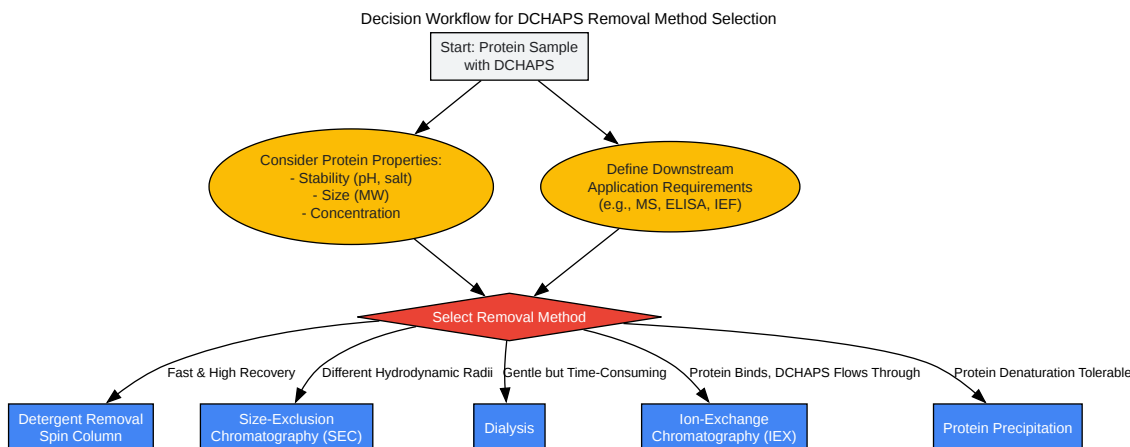 Decision Workflow for DCHAPS Removal Method Selection
Start: Protein Sample
with DCHAPS
Consider Protein Properties:
- Stability (pH, salt)
- Size (MW)
- Concentration
Define Downstream
Application Requirements
(e.g., MS, ELISA, IEF)
Select Removal Method
Fast & High Recovery
Different Hydrodynamic Radii
Gentle but Time-Consuming
Protein Binds, DCHAPS Flows Through
Protein Denaturation Tolerable
Detergent Removal
Spin Column
Size-Exclusion
Chromatography (SEC)
Dialysis
Ion-Exchange
Chromatography (IEX)
Protein Precipitation